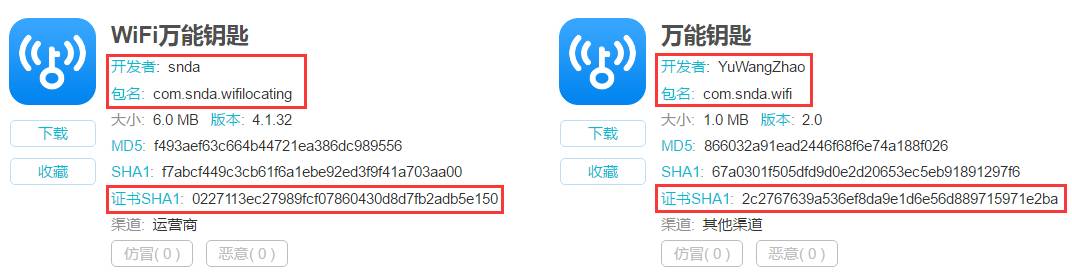 WiFi万能钥匙
开发者: snda
包名: com.snda.wifilocating
大小: 6.0 MB 版本: 4.1.32
下载
MD5: f493aef63c664b44721ea386dc989556
收藏
SHA1: f7abcf449c3cb61f6a1ebe92ed3f9f41a703aa00
证书SHA1: 0227113ec27989fcf07860430d8d7fb2adb5e150
渠道: 运营商
仿冒( 0 ) 恶意( 0 )
万能钥匙
开发者: YuWangZhao
包名: com.snda.wifi
大小: 1.0 MB 版本: 2.0
下载
MD5: 866032a91ead2446f68f6e74a188f026
收藏
SHA1: 67a0301f505dfd9d0e2d20653ec5eb91891297f6
证书SHA1: 2c2767639a536ef8da9e1d6e56d889715971e2ba
渠道: 其他渠道
仿冒( 0 ) 恶意( 0 )